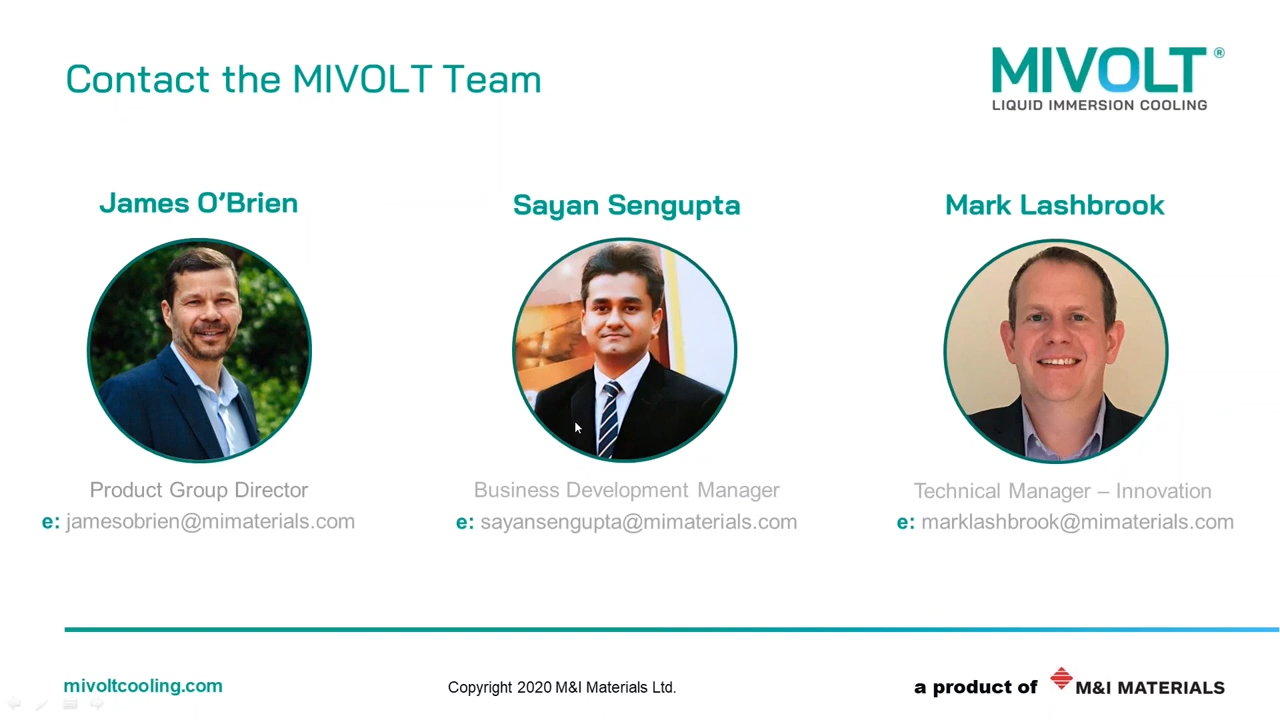 Contact the MIVOLT Team
MIVOLT®
LIQUID IMMERSION COOLING
James O’Brien
Sayan Sengupta
Mark Lashbrook
Product Group Director
e: jamesobrien@mimaterials.com
Business Development Manager
e: sayansengupta@mimaterials.com
Technical Manager – Innovation
e: marklashbrook@mimaterials.com
mivoltcooling.com
Copyright 2020 M&I Materials Ltd.
a product of
M&I MATERIALS